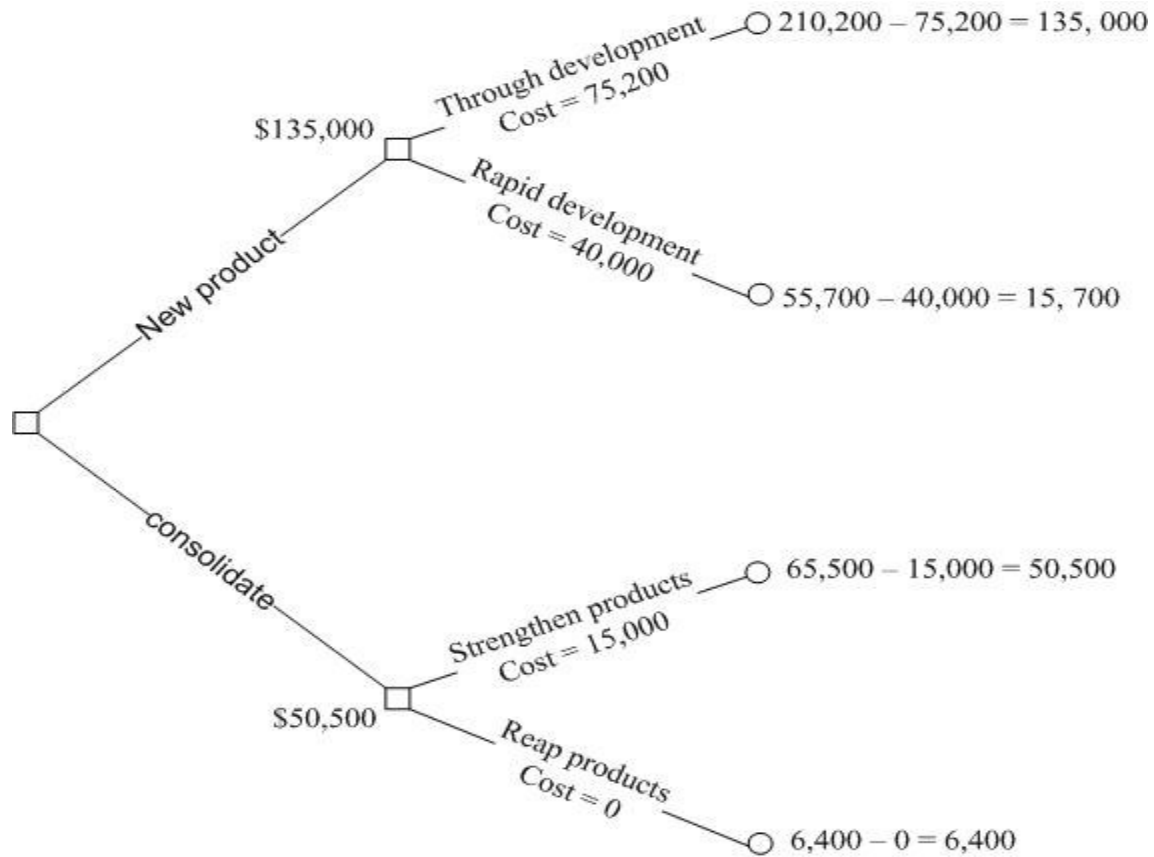 Through development
Cost = 75,200
210,200 – 75,200 = 135, 000
$135,000
Rapid development
Cost = 40,000
55,700 – 40,000 = 15, 700
New product
consolidate
Strengthen products
Cost = 15,000
65,500 – 15,000 = 50,500
$50,500
Reap products
Cost = 0
6,400 – 0 = 6,400